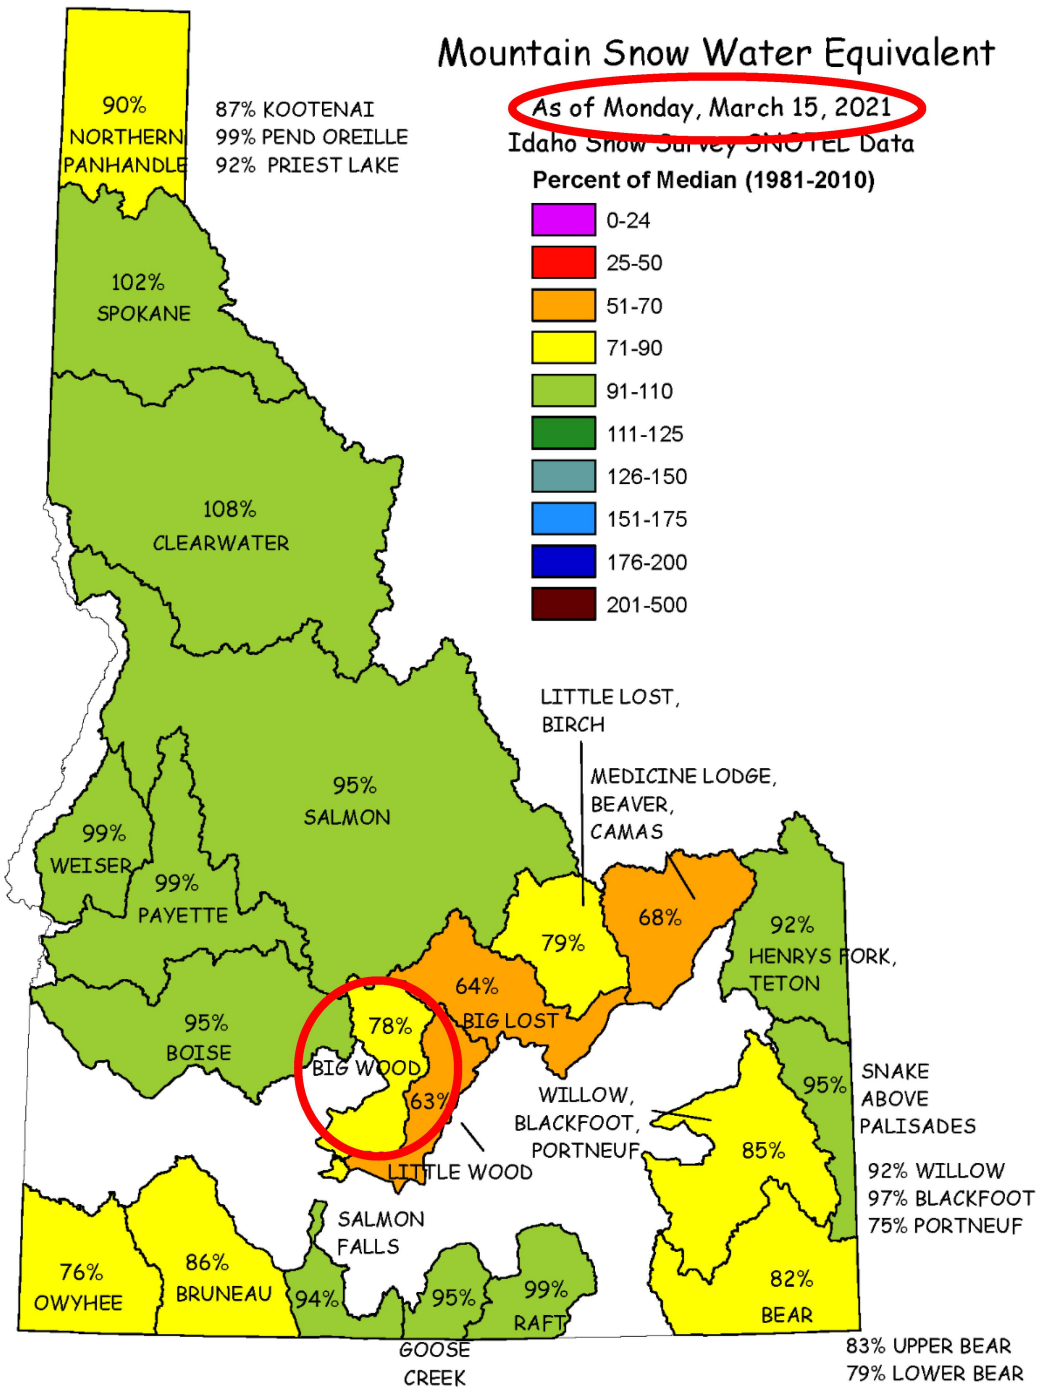 Mountain Snow Water Equivalent
As of Monday, March 15, 2021
Idaho Snow Survey SNOTEL Data
Percent of Median (1981-2010)
0-24
25-50
51-70
71-90
91-110
111-125
126-150
151-175
176-200
201-500
90%
NORTHERN
PANHANDLE
87% KOOTENAI
99% PEND OREILLE
92% PRIEST LAKE
102%
SPOKANE
108%
CLEARWATER
95%
SALMON
99%
WEISER
99%
PAYETTE
LITTLE LOST,
BIRCH
79%
MEDICINE LODGE,
BEAVER,
CAMAS
68%
92%
HENRYS FORK,
TETON
64%
BIG LOST
95%
BOISE
78%
BIG WOOD
63%
LITTLE WOOD
WILLOW,
BLACKFOOT,
PORTNEUF
85%
95%
SNAKE
ABOVE
PALISADES
92% WILLOW
97% BLACKFOOT
75% PORTNEUF
76%
OWYHEE
86%
BRUNEAU
SALMON
FALLS
94%
95%
GOOSE
CREEK
99%
RAFT
82%
BEAR
83% UPPER BEAR
79% LOWER BEAR